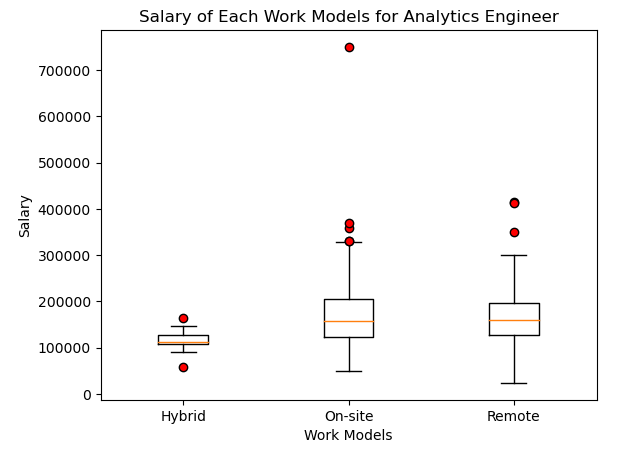 Salary of Each Work Models for Analytics Engineer
700000
600000
500000
400000
300000
200000
100000
0
Salary
Hybrid
On-site
Remote
Work Models